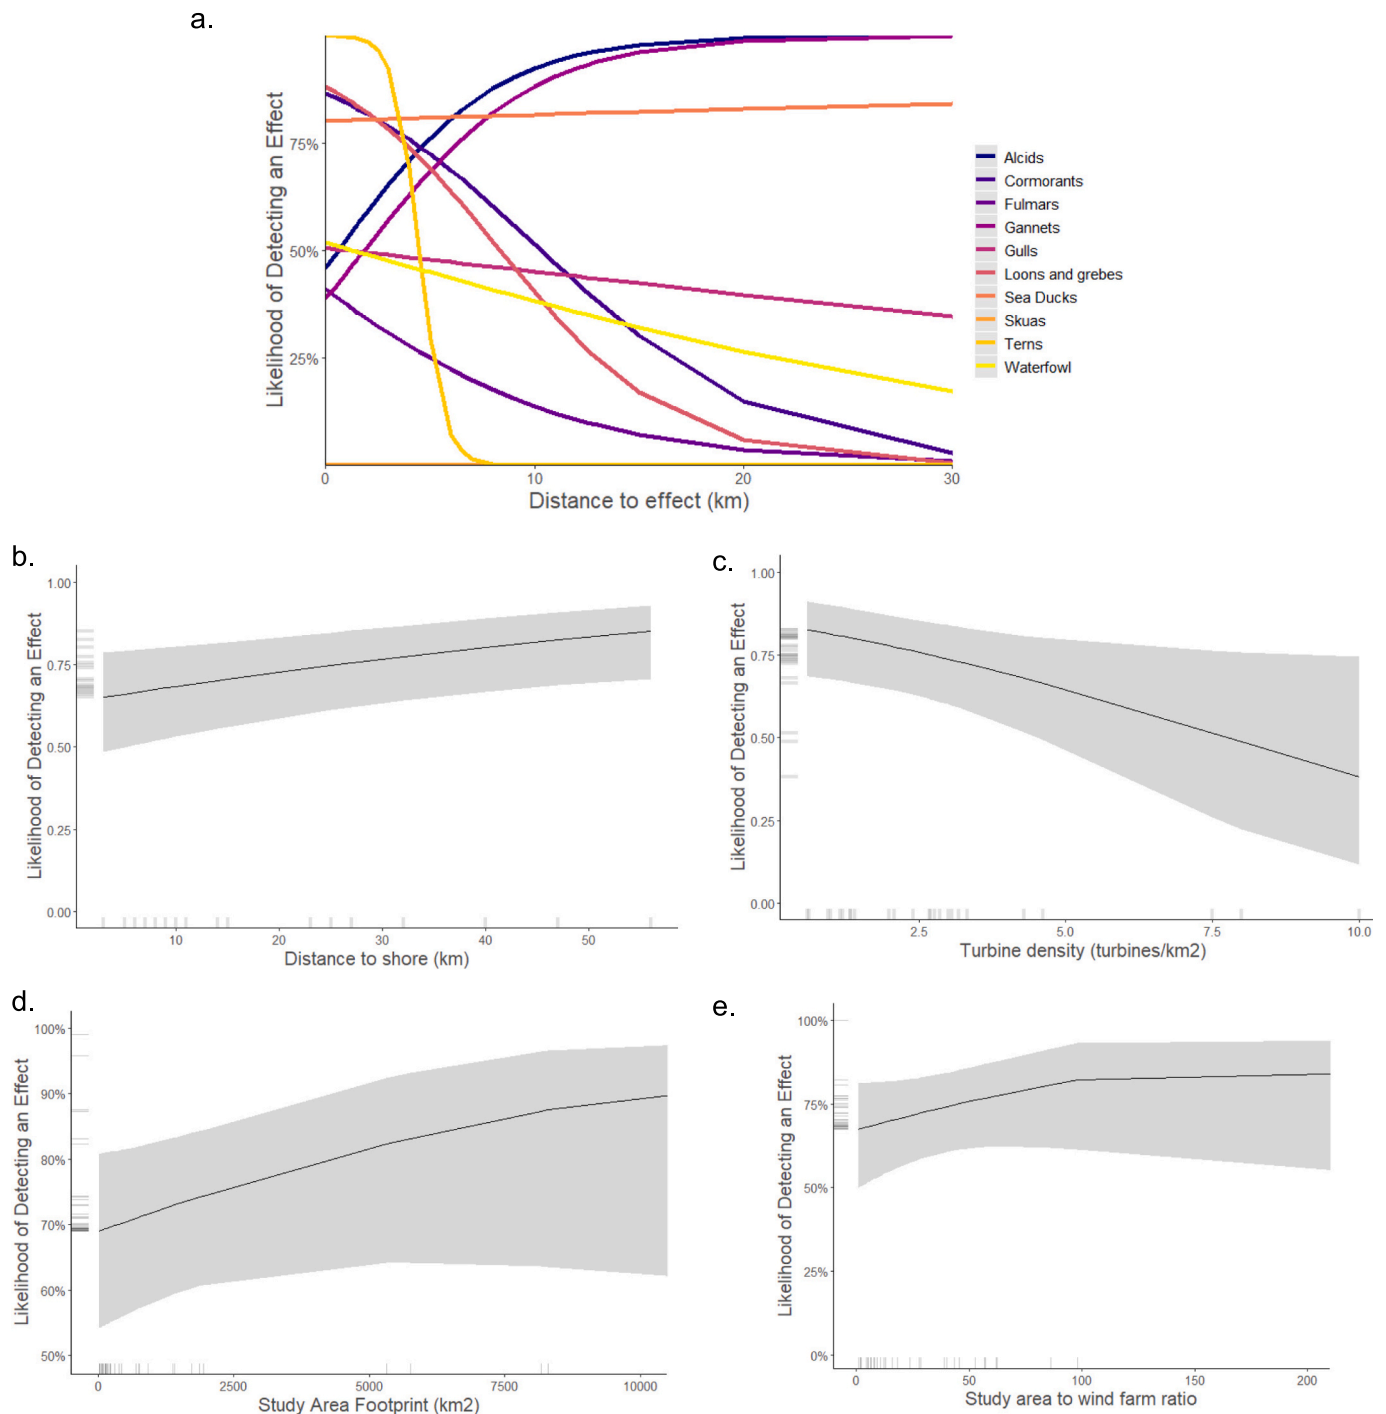 a.
Likelihood of Detecting an Effect
75%
50%
25%
0
10
20
30
Distance to effect (km)
Alcids
Cormorants
Fulmars
Gannets
Gulls
Loons and grebes
Sea Ducks
Skuas
Terns
Waterfowl
b.
Likelihood of Detecting an Effect
1.00
0.75
0.50
0.25
0.00
10
20
30
40
50
Distance to shore (km)
c.
Likelihood of Detecting an Effect
1.00
0.75
0.50
0.25
0.00
2.5
5.0
7.5
10.0
Turbine density (turbines/km2)
d.
Likelihood of Detecting an Effect
100%
90%
80%
70%
60%
50%
0
2500
5000
7500
10000
Study Area Footprint (km2)
e.
Likelihood of Detecting an Effect
100%
75%
50%
25%
0%
0
50
100
150
200
Study area to wind farm ratio